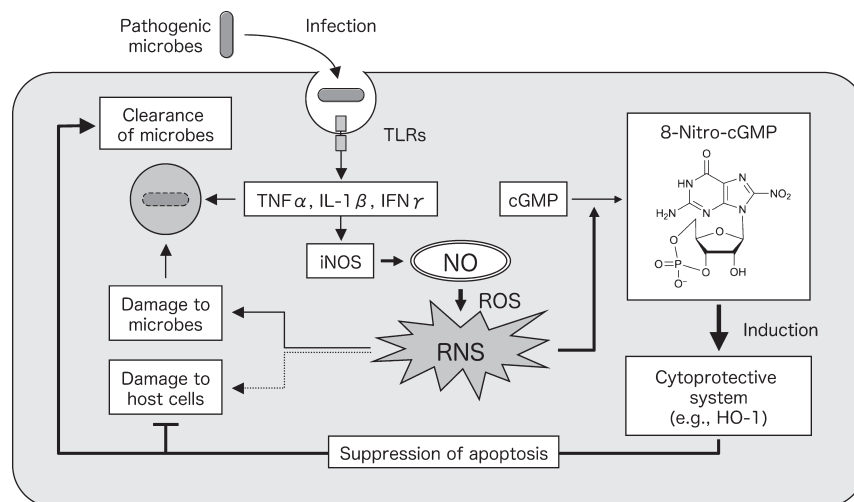 Pathogenic
microbes
Infection
Clearance
of microbes
TLRs
8-Nitro-cGMP
O
HN
N
NO₂
H₂N
N
N
O
O
P
O
O
O⁻
OH
TNFα, IL-1β, IFNγ
cGMP
iNOS
NO
ROS
RNS
Damage to
microbes
Damage to
host cells
Induction
Cytoprotective
system
(e.g., HO-1)
Suppression of apoptosis